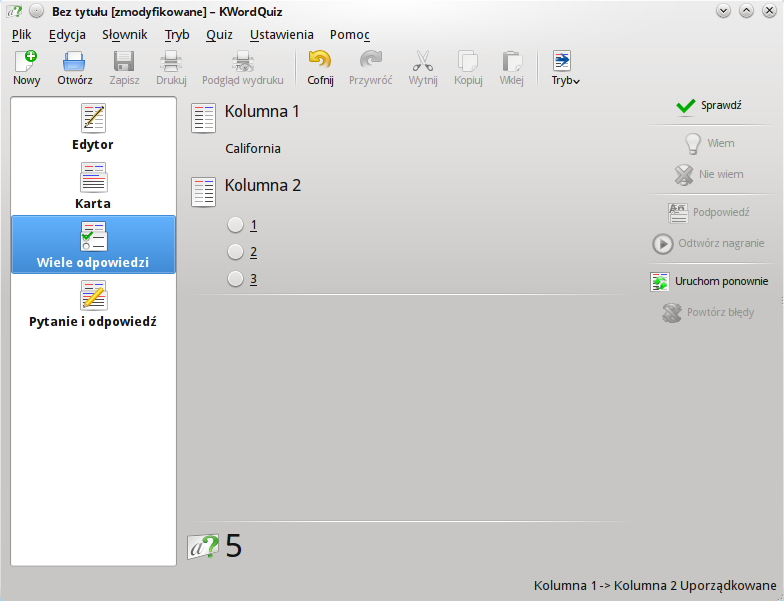 Bez tytułu [zmodyfikowane] – KWordQuiz
Plik Edycja Słownik Tryb Quiz Ustawienia Pomoc
Nowy Otwórz Zapisz Drukuj Podgląd wydruku Cofnij Przywróć Wytnij Kopiuj Wklej Tryb
Edytor
Karta
Wiele odpowiedzi
Pytanie i odpowiedź
Kolumna 1
California
Kolumna 2
1
2
3
Sprawdź
Wiem
Nie wiem
Podpowiedź
Odtwórz nagranie
Uruchom ponownie
Powtórz błędy
a? 5
Kolumna 1 -> Kolumna 2 Uporządkowane